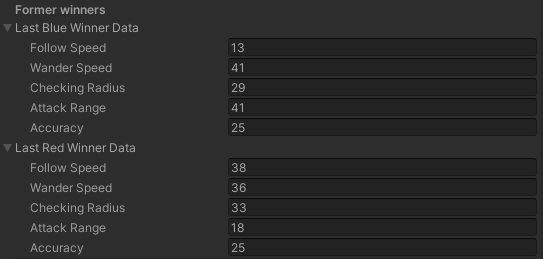 Former winners
Last Blue Winner Data
Follow Speed 13
Wander Speed 41
Checking Radius 29
Attack Range 41
Accuracy 25
Last Red Winner Data
Follow Speed 38
Wander Speed 36
Checking Radius 33
Attack Range 18
Accuracy 25